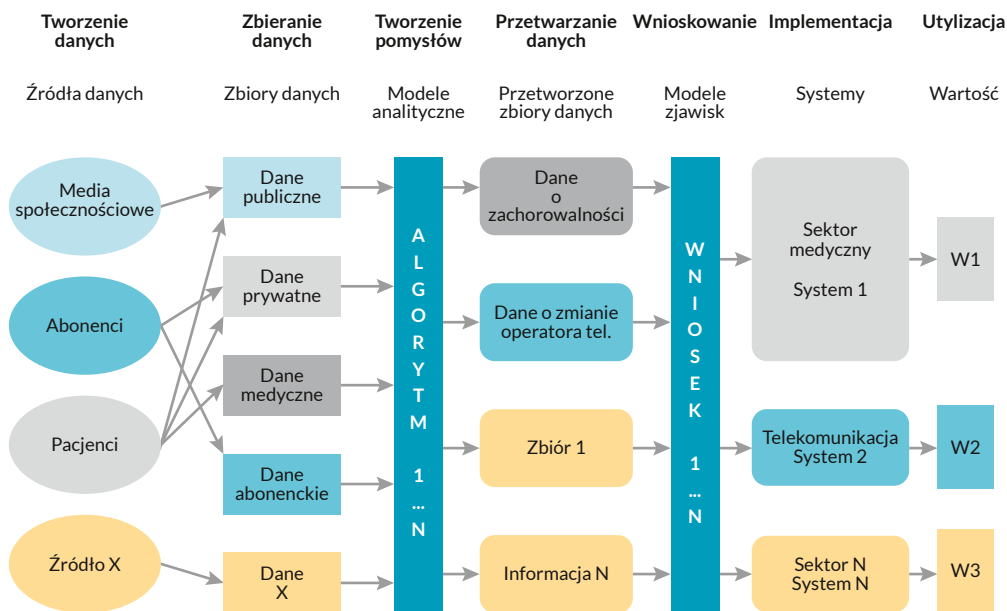 Tworzenie
danych
Zbieranie
danych
Tworzenie
pomysłów
Przetwarzanie
danych
Wnioskowanie
Implementacja
Utylizacja
Źródła danych
Zbiory danych
Modele
analityczne
Przetworzone
zbiory danych
Modele
zjawisk
Systemy
Wartość
Media
społecznościowe
Abonenci
Pacjenci
Źródło X
Dane
publiczne
Dane
prywatne
Dane
medyczne
Dane
abonenckie
Dane
X
ALGORYTM 1...N
Dane
o
zachorowalności
Dane o zmianie
operatora tel.
Zbiór 1
Informacja N
WNIOSEK 1...N
Sektor
medyczny
System 1
Telekomunikacja
System 2
Sektor N
System N
W1
W2
W3